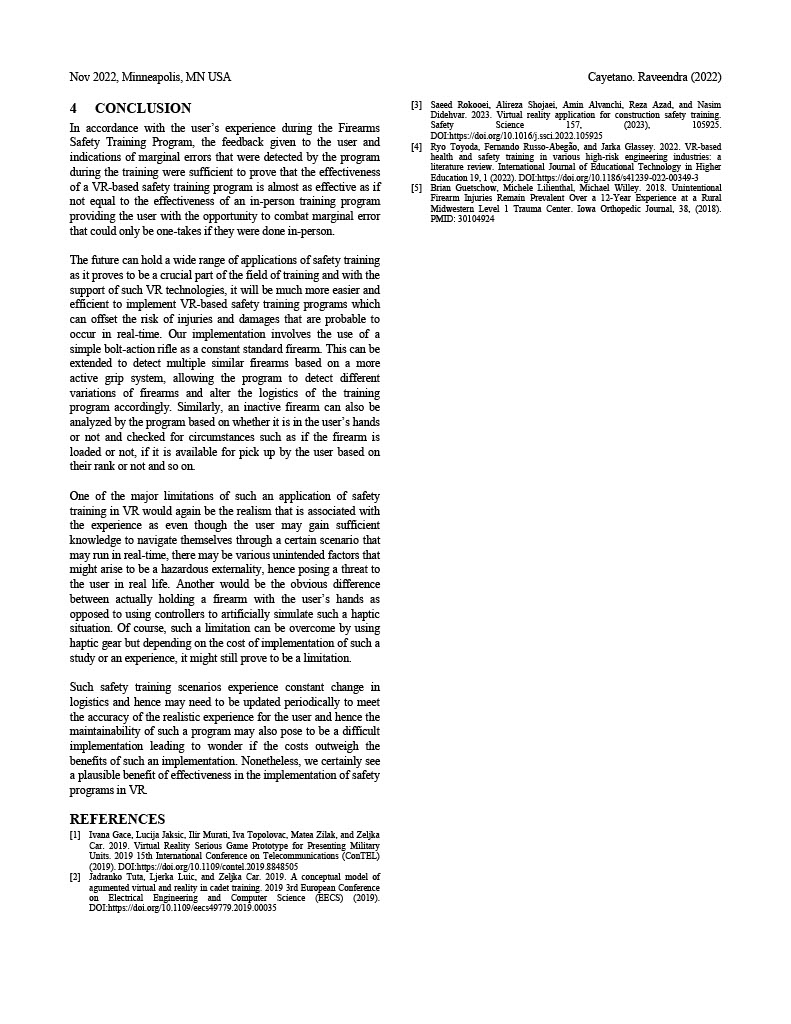 Nov 2022, Minneapolis, MN USA
Cayetano. Raveendra (2022)
4 CONCLUSION
In accordance with the user's experience during the Firearms
Safety Training Program, the feedback given to the user and
indications of marginal errors that were detected by the program
during the training were sufficient to prove that the effectiveness
of a VR-based safety training program is almost as effective as if
not equal to the effectiveness of an in-person training program
providing the user with the opportunity to combat marginal error
that could only be one-takes if they were done in-person.
The future can hold a wide range of applications of safety training
as it proves to be a crucial part of the field of training and with the
support of such VR technologies, it will be much more easier and
efficient to implement VR-based safety training programs which
can offset the risk of injuries and damages that are probable to
occur in real-time. Our implementation involves the use of a
simple bolt-action rifle as a constant standard firearm. This can be
extended to detect multiple similar firearms based on a more
active grip system, allowing the program to detect different
variations of firearms and alter the logistics of the training
program accordingly. Similarly, an inactive firearm can also be
analyzed by the program based on whether it is in the user's hands
or not and checked for circumstances such as if the firearm is
loaded or not, if it is available for pick up by the user based on
their rank or not and so on.
One of the major limitations of such an application of safety
training in VR would again be the realism that is associated with
the experience as even though the user may gain sufficient
knowledge to navigate themselves through a certain scenario that
may run in real-time, there may be various unintended factors that
might arise to be a hazardous externality, hence posing a threat to
the user in real life. Another would be the obvious difference
between actually holding a firearm with the user's hands as
opposed to using controllers to artificially simulate such a haptic
situation. Of course, such a limitation can be overcome by using
haptic gear but depending on the cost of implementation of such a
study or an experience, it might still prove to be a limitation.
Such safety training scenarios experience constant change in
logistics and hence may need to be updated periodically to meet
the accuracy of the realistic experience for the user and hence the
maintainability of such a program may also pose to be a difficult
implementation leading to wonder if the costs outweigh the
benefits of such an implementation. Nonetheless, we certainly see
a plausible benefit of effectiveness in the implementation of safety
programs in VR.
REFERENCES
[1] Ivana Gace, Lucija Jaksic, Ilir Murati, Iva Topolovac, Matea Zilak, and Zeljka
Car. 2019. Virtual Reality Serious Game Prototype for Presenting Military
Units. 2019 15th International Conference on Telecommunications (ConTEL)
(2019). DOI:https://doi.org/10.1109/contel.2019.8848505
[2] Jadranko Tuta, Ljerka Luic, and Zeljka Car. 2019. A conceptual model of
agumented virtual and reality in cadet training. 2019 3rd European Conference
on Electrical Engineering and Computer Science (EECS) (2019).
DOI:https://doi.org/10.1109/eecs49779.2019.00035
[3] Saeed Rokooei, Alireza Shojaei, Amin Alvanchi, Reza Azad, and Nasim
Didehvar. 2023. Virtual reality application for construction safety training.
Safety Science 157, (2023), 105925.
DOI:https://doi.org/10.1016/j.ssci.2022.105925
[4] Ryo Toyoda, Fernando Russo-Abegão, and Jarka Glassey. 2022. VR-based
health and safety training in various high-risk engineering industries: a
literature review. International Journal of Educational Technology in Higher
Education 19, 1 (2022). DOI:https://doi.org/10.1186/s41239-022-00349-3
[5] Brian Guetschow, Michele Lilienthal, Michael Willey. 2018. Unintentional
Firearm Injuries Remain Prevalent Over a 12-Year Experience at a Rural
Midwestern Level 1 Trauma Center. Iowa Orthopedic Journal, 38, (2018).
PMID: 30104924